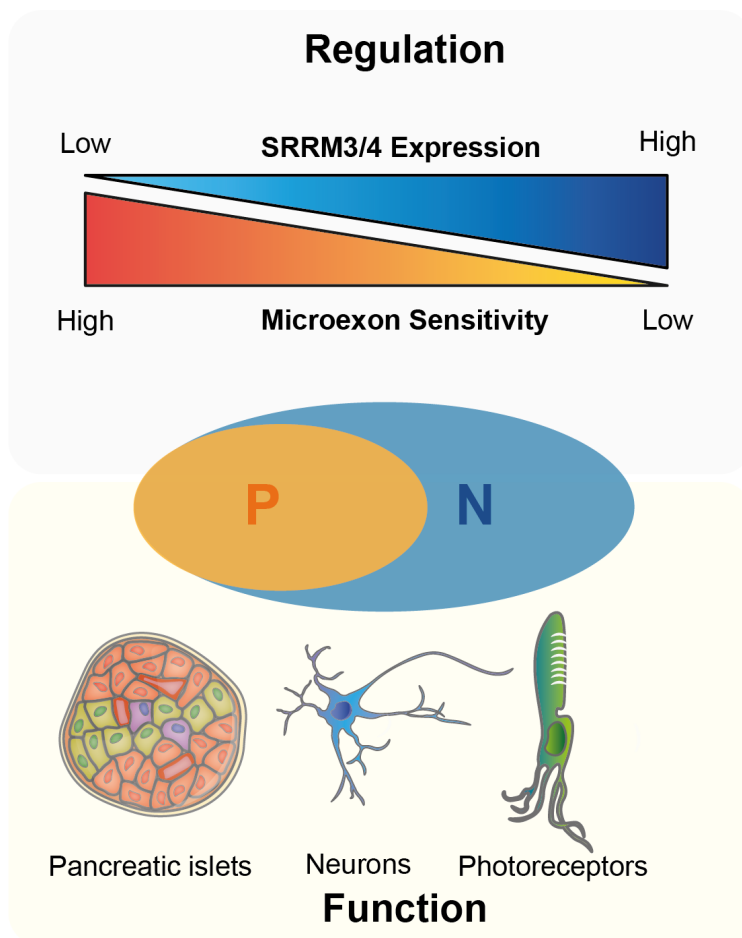 Regulation
Low
SRRM3/4 Expression
High
High
Microexon Sensitivity
Low
P
N
Pancreatic islets
Neurons
Photoreceptors
Function